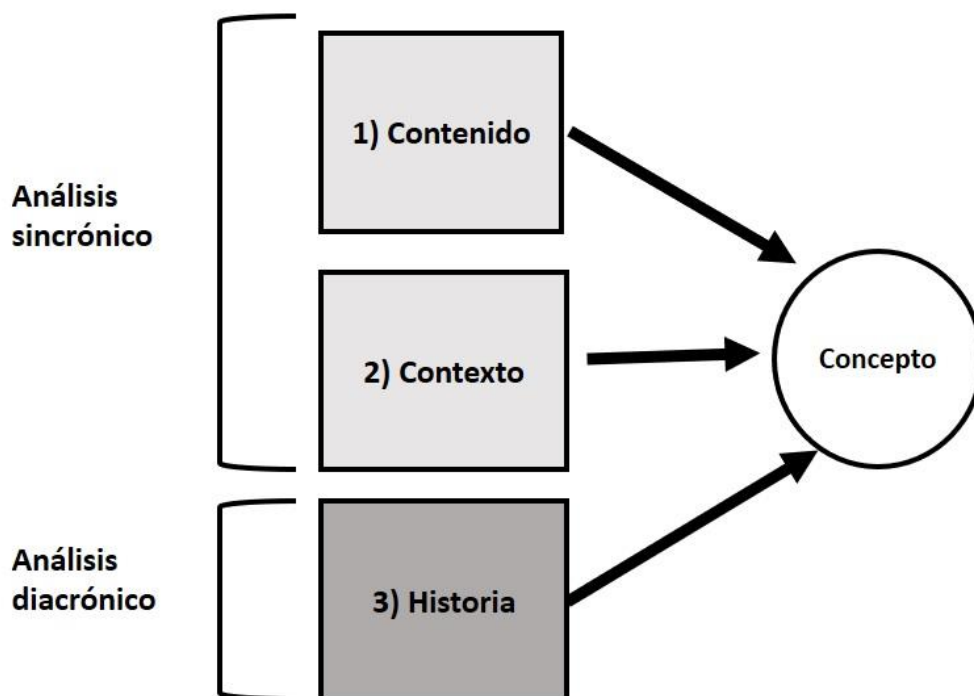 1) Contenido
Análisis
sincrónico
2) Contexto
Concepto
Análisis
diacrónico
3) Historia